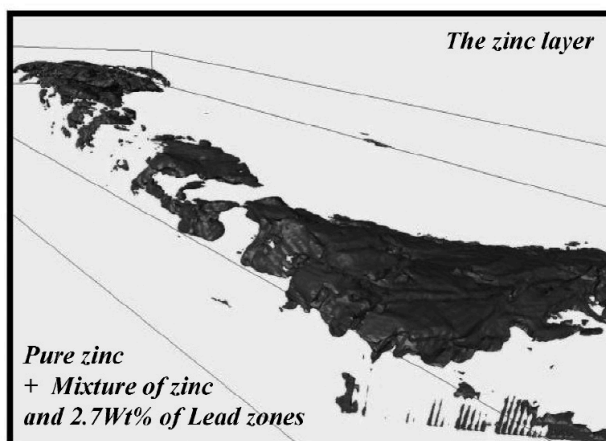 The zinc layer
Pure zinc
+ Mixture of zinc
and 2.7Wt% of Lead zones